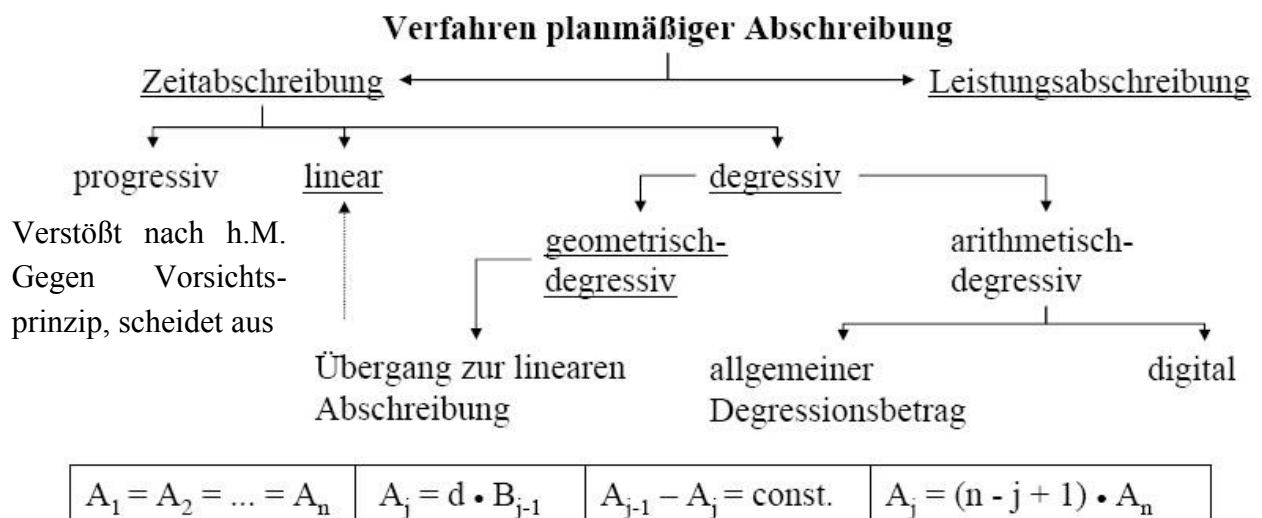 Verfahren planmäßiger Abschreibung
Zeitabschreibung Leistungsabschreibung
progressiv linear degressiv
Verstößt nach h.M.
Gegen Vorsichts-
prinzip, scheidet aus
geometrisch-
degressiv
arithmetisch-
degressiv
Übergang zur linearen
Abschreibung
allgemeiner
Degressionsbetrag
digital
A₁ = A₂ = ... = Aₙ
Aⱼ = d • Bⱼ₋₁
Aⱼ₋₁ – Aⱼ = const.
Aⱼ = (n - j + 1) • Aₙ